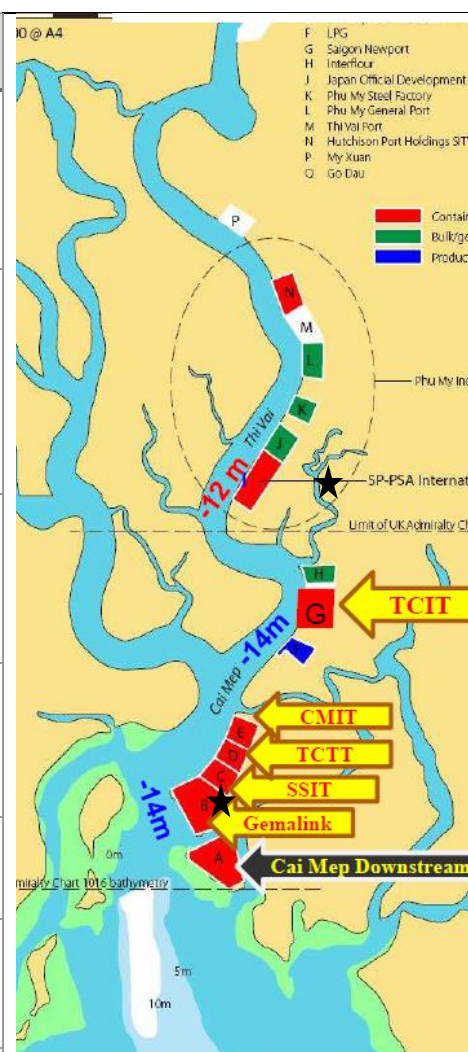 00 @ A4
F LPG
G Saigon Newport
H Interflour
J Japan Official Development
K Phu My Steel Factory
L Phu My General Port
M Thi Vai Port
N Hutchison Port Holdings SIT
P My Xuan
Q Go Dau
Contai
Bulk/ge
Produc
P
N
M
L
Phu My Ind
K
Thi Vai
J
-12 m
SP-PSA Internat
Limit of UK Admiralty Ch
H
G
TCIT
-14m
F
Cai Mep
CMIT
E
TCTT
D
C
SSIT
B
-14m
Gemalink
0m
A
Cai Mep Downstream
miralty Chart 1016 bathymetry
5m
10m